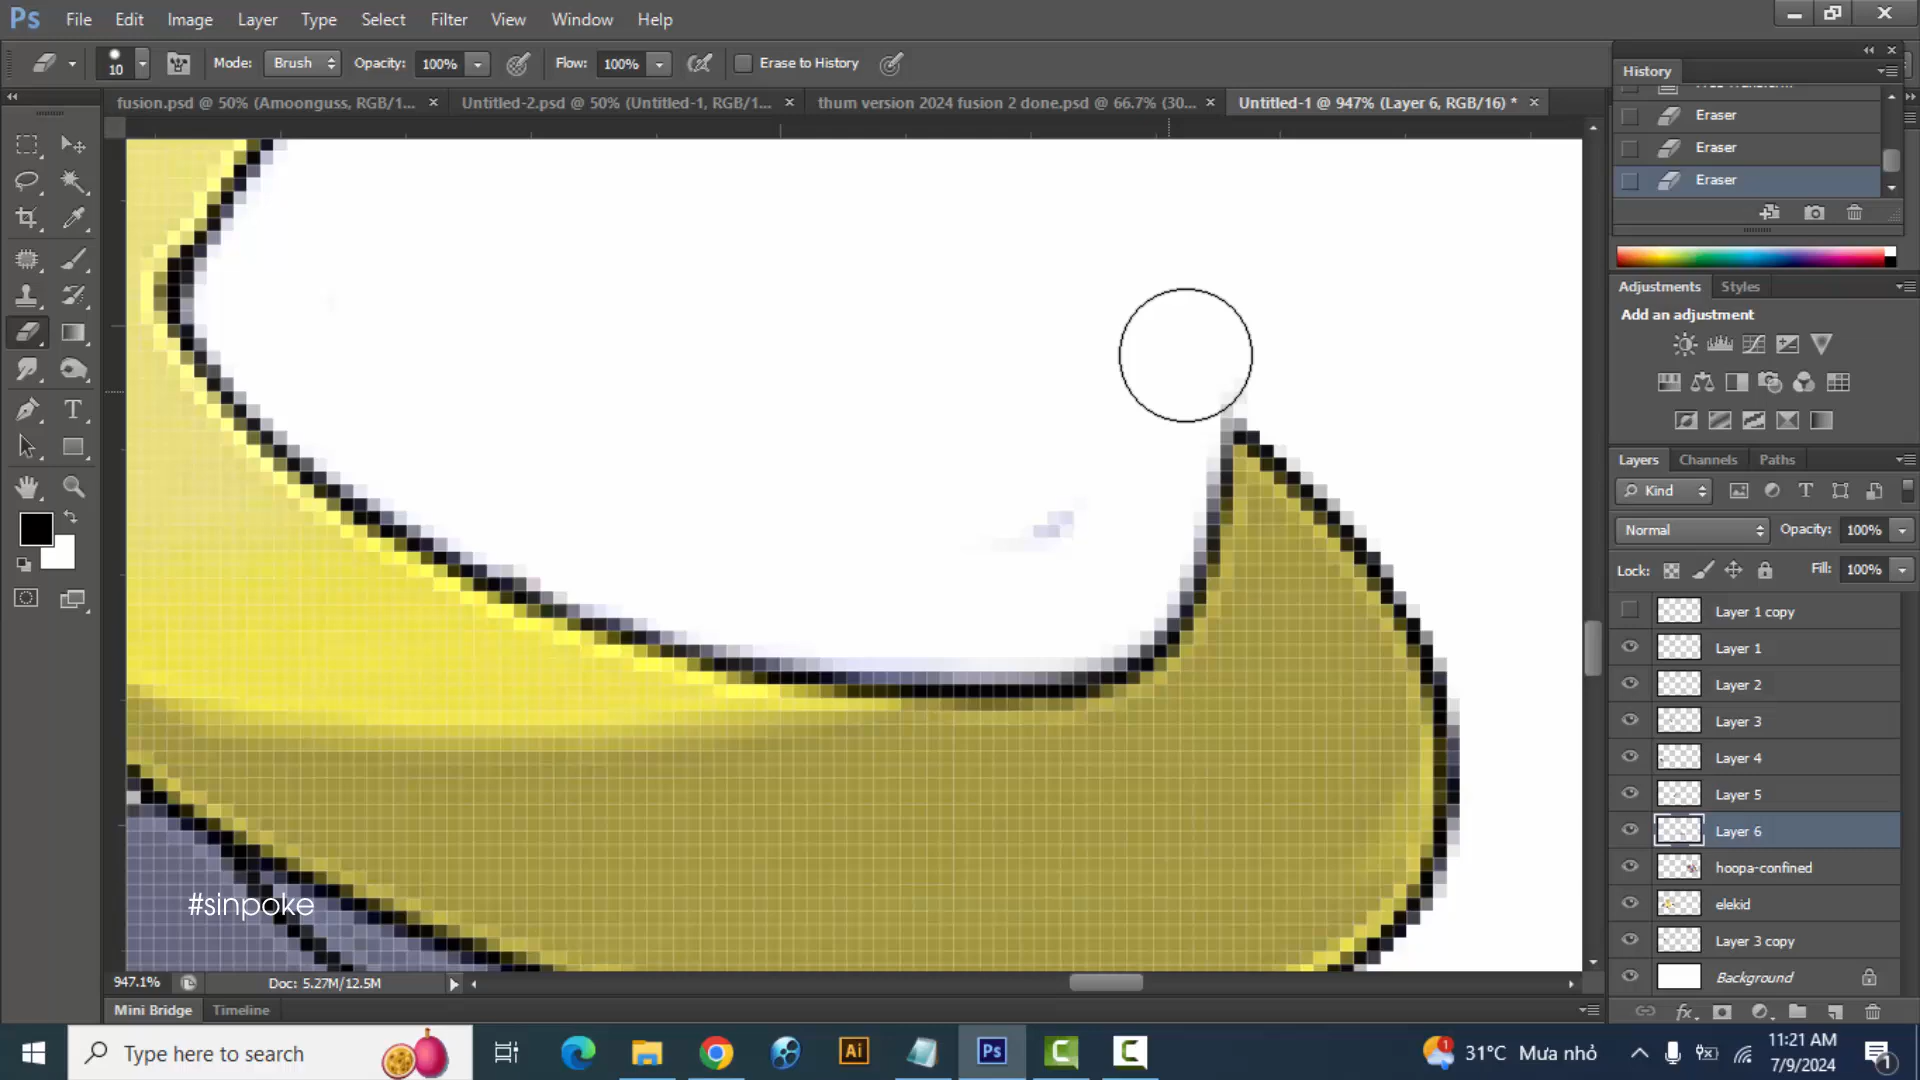 Ps File Edit Image Layer Type Select Filter View Window Help
10 Mode: Brush Opacity: 100% Flow: 100% Erase to History
fusion.psd @ 50% (Amoonguss, RGB/1... × Untitled-2.psd @ 50% (Untitled-1, RGB/1... × thum version 2024 fusion 2 done.psd @ 66.7% (30... × Untitled-1 @ 947% (Layer 6, RGB/16) * ×
History
Eraser
Eraser
Eraser
Adjustments Styles
Add an adjustment
Layers Channels Paths
Kind
Normal Opacity: 100%
Lock: Fill: 100%
Layer 1 copy
Layer 1
Layer 2
Layer 3
Layer 4
Layer 5
Layer 6
hoopa-confined
elekid
Layer 3 copy
Background
#sinpoke
947.1% Doc: 5.27M/12.5M
Mini Bridge Timeline
Type here to search Ai Ps 1 31°C Mưa nhỏ 11:21 AM 1
7/9/2024